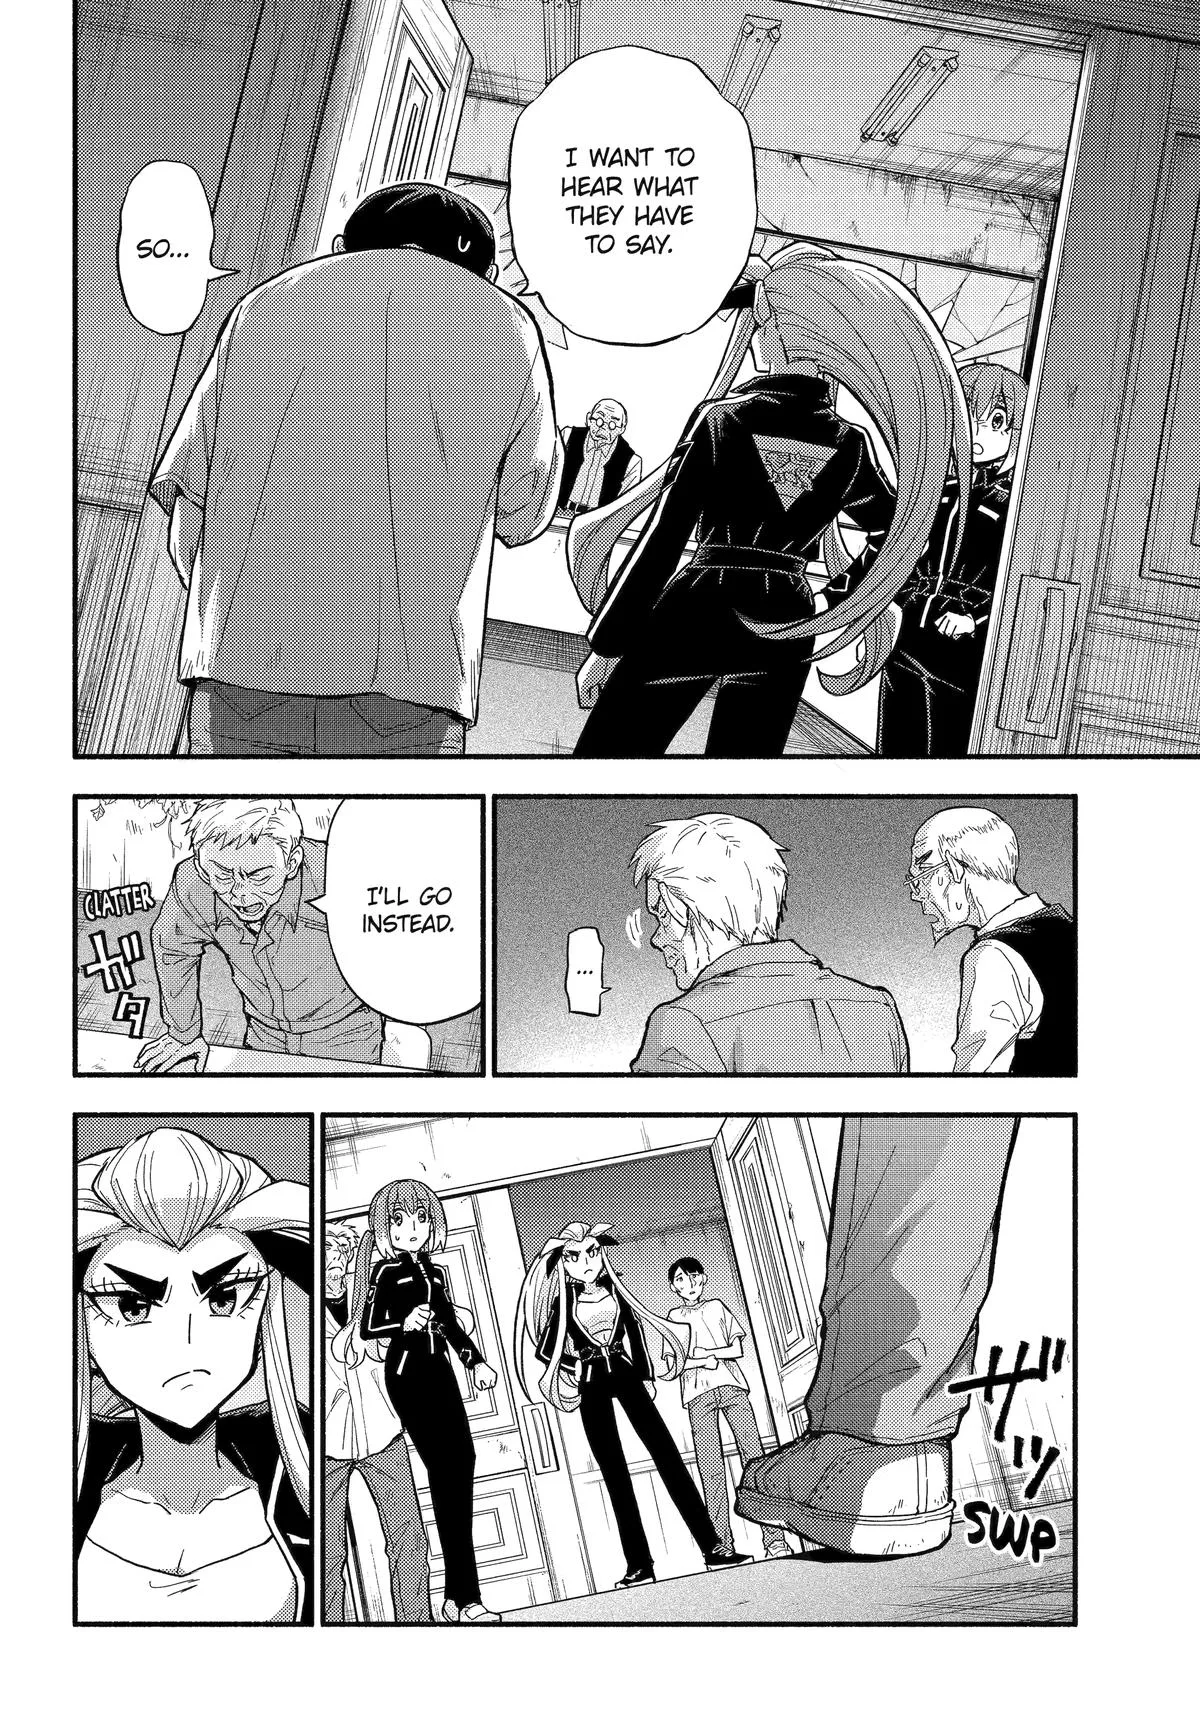 I WANT TO
HEAR WHAT
THEY HAVE
TO SAY.
SO...
...
I'LL GO
INSTEAD.
CLATTER
ガタ
ザッ
SWP